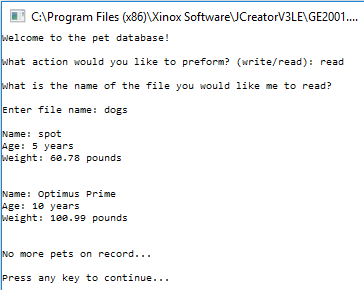 C:\Program Files (x86)\Xinox Software\JCreatorV3LE\GE2001....
Welcome to the pet database!
What action would you like to preform? (write/read): read
What is the name of the file you would like me to read?
Enter file name: dogs
Name: spot
Age: 5 years
Weight: 60.78 pounds
Name: Optimus Prime
Age: 10 years
Weight: 100.99 pounds
No more pets on record...
Press any key to continue...